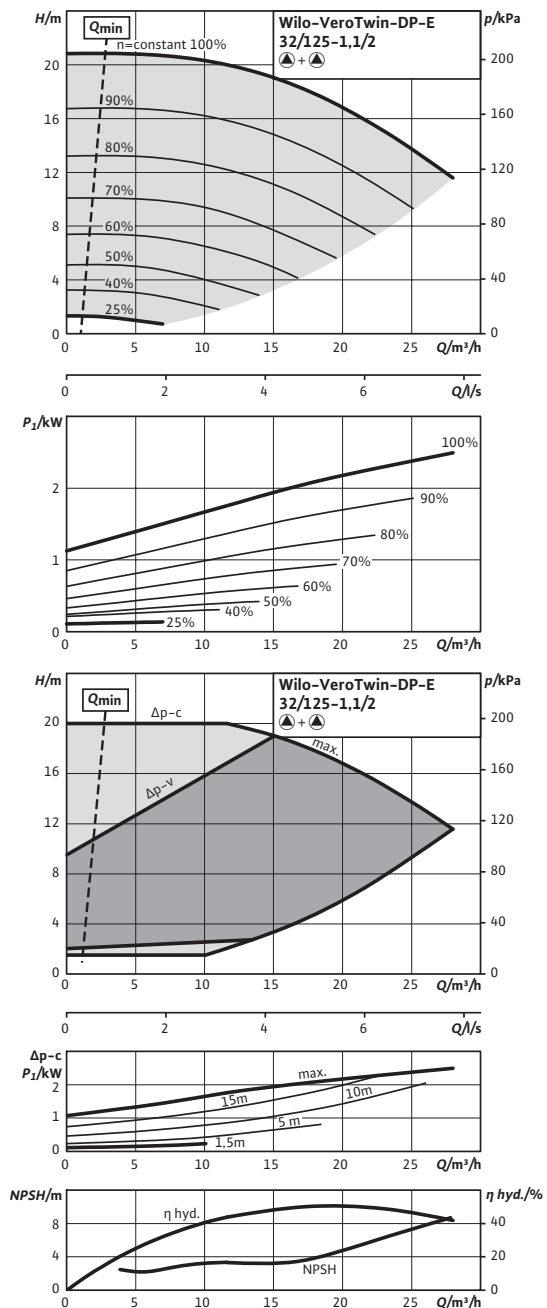 H/m
p/kPa
Qmin
n=constant 100%
Wilo-VeroTwin-DP-E
32/125-1,1/2
+
20
16
12
8
4
0
200
160
120
80
40
0
90%
80%
70%
60%
50%
40%
25%
0 5 10 15 20 25 Q/m³/h
0 2 4 6 Q/l/s
P1/kW
2
1
0
100%
90%
80%
70%
60%
50%
40%
25%
0 5 10 15 20 25 Q/m³/h
H/m
p/kPa
Qmin
Wilo-VeroTwin-DP-E
32/125-1,1/2
+
20
16
12
8
4
0
200
160
120
80
40
0
Δp-c
max.
Δp-v
0 5 10 15 20 25 Q/m³/h
0 2 4 6 Q/l/s
Δp-c
P1/kW
2
1
0
max.
15m
10m
5 m
1,5m
0 5 10 15 20 25 Q/m³/h
NPSH/m
η hyd./%
8
4
0
40
20
0
η hyd.
NPSH
0 5 10 15 20 25 Q/m³/h